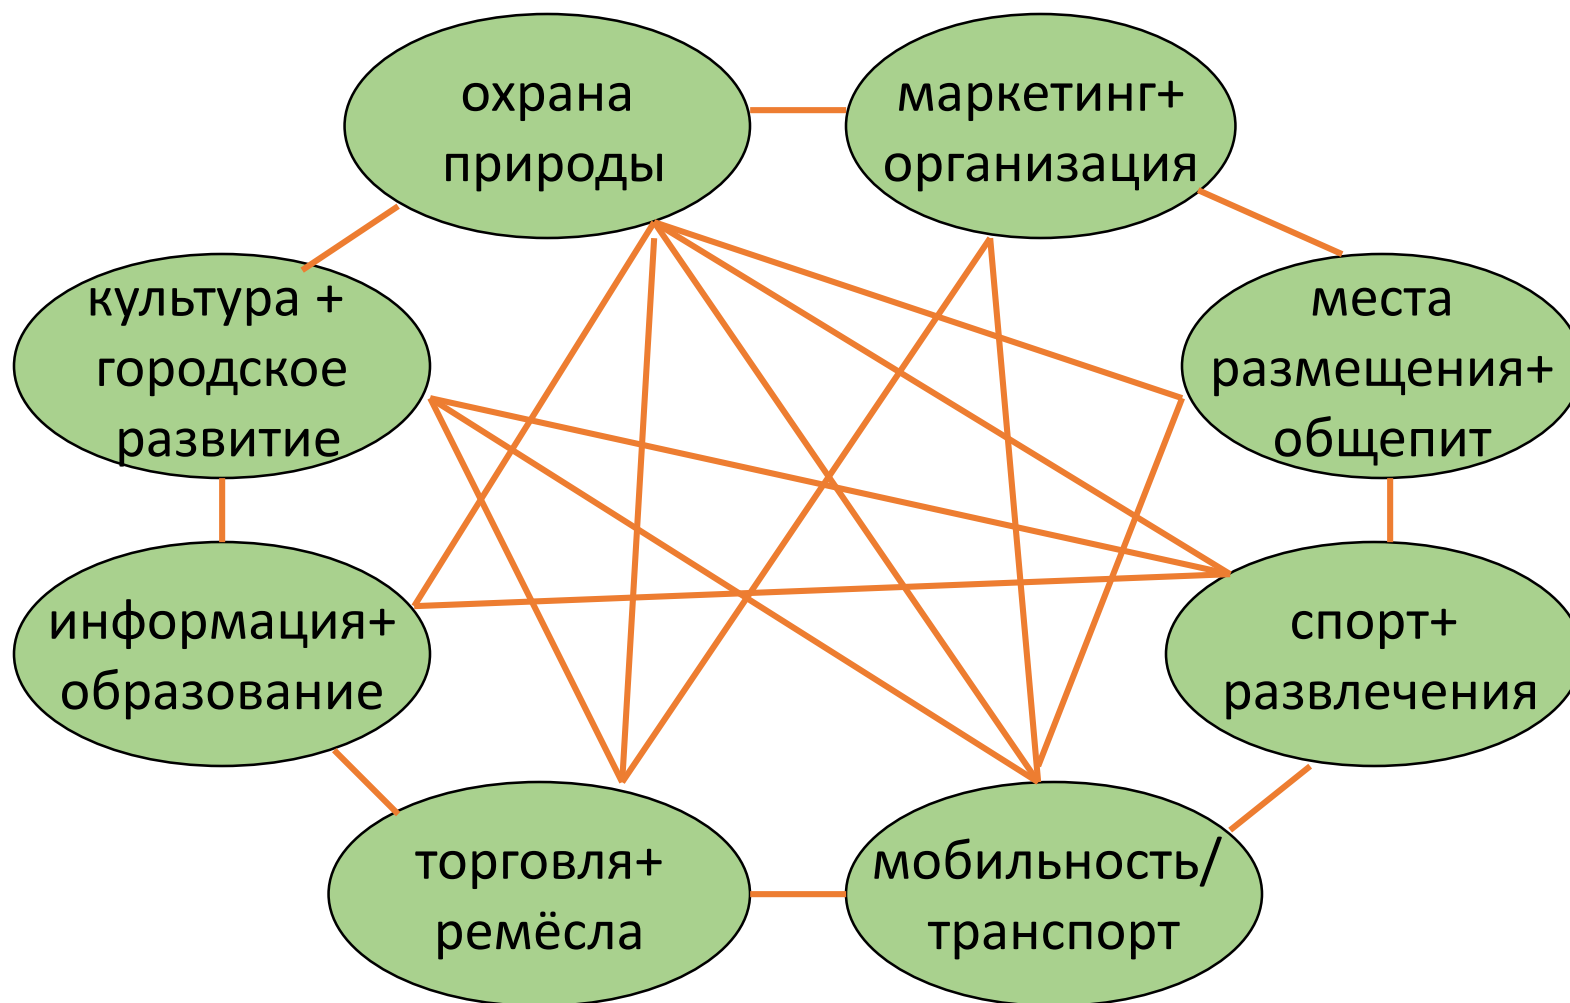 охрана
природы
маркетинг+
организация
культура +
городское
развитие
места
размещения+
общепит
информация+
образование
спорт+
развлечения
торговля+
ремёсла
мобильность/
транспорт